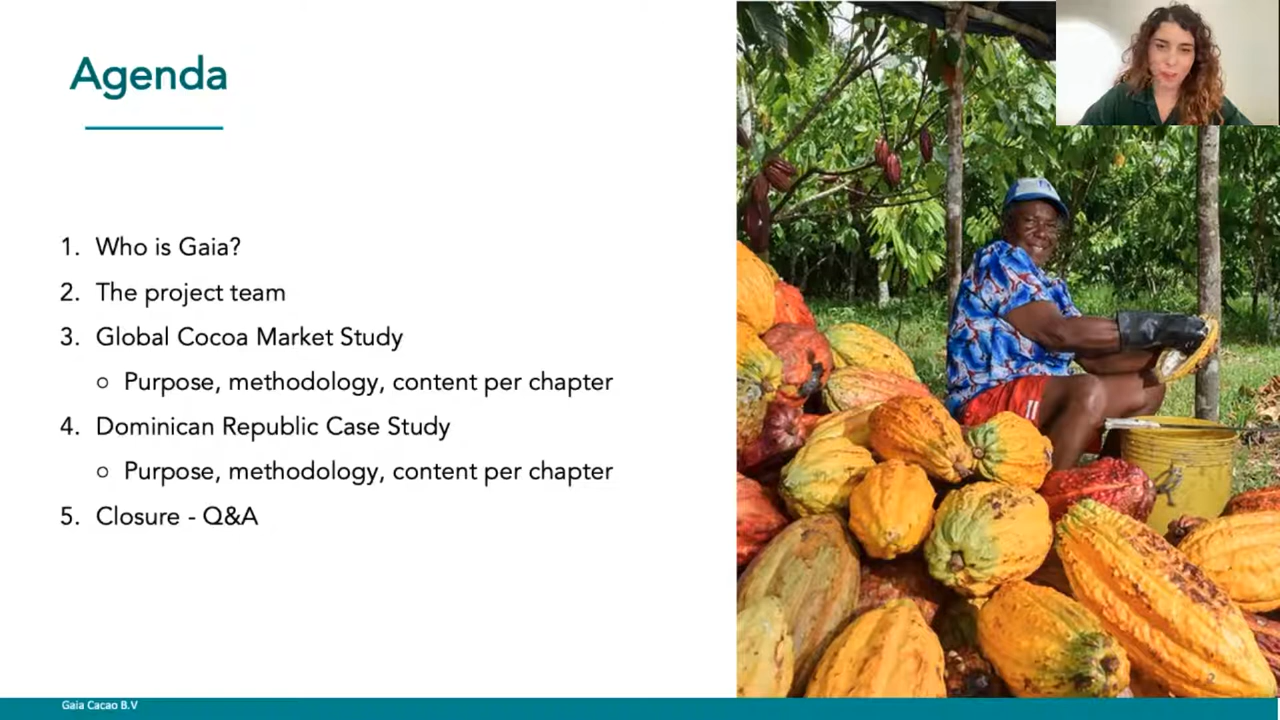 Agenda
1. Who is Gaia?
2. The project team
3. Global Cocoa Market Study
○ Purpose, methodology, content per chapter
4. Dominican Republic Case Study
○ Purpose, methodology, content per chapter
5. Closure - Q&A
Gaia Cacao B.V